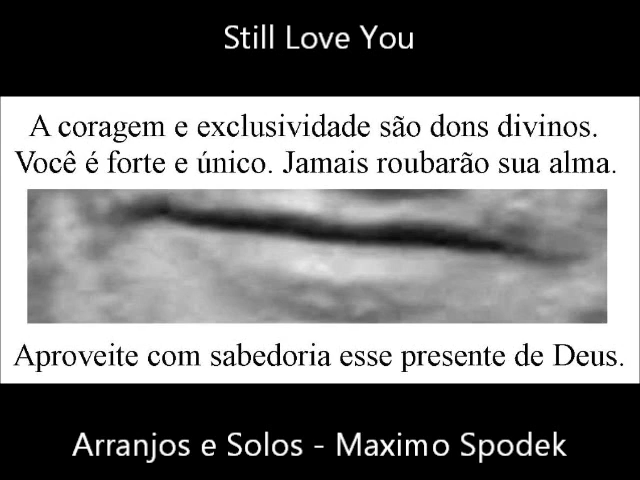 Still Love You
A coragem e exclusividade são dons divinos.
Você é forte e único. Jamais roubarão sua alma.
Aproveite com sabedoria esse presente de Deus.
Arranjos e Solos - Maximo Spodek